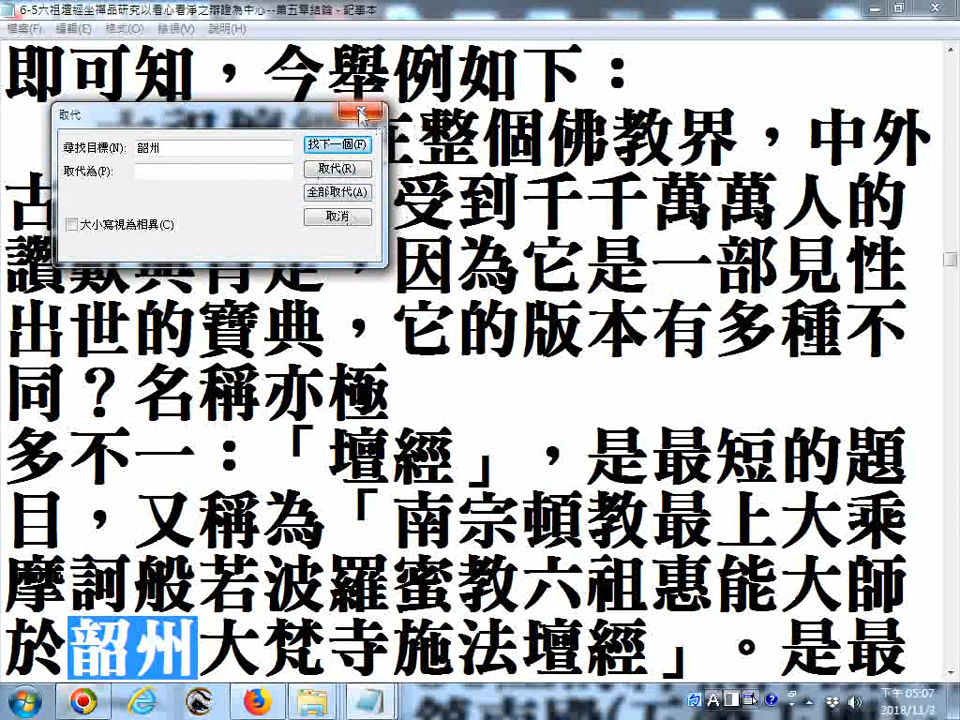 6-5六祖壇經坐禪品研究以看心看淨之辯證為中心--第五章結論 - 記事本
檔案(F) 編輯(E) 格式(O) 檢視(V) 說明(H)
即可知，今舉例如下：
在整個佛教界，中外
古
受到千千萬萬人的
讚歎與肯定，因為它是一部見性
出世的寶典，它的版本有多種不
同？名稱亦極
多不一：「壇經」，是最短的題
目，又稱為「南宗頓教最上大乘
摩訶般若波羅蜜教六祖惠能大師
於韶州大梵寺施法壇經」。是最
取代
尋找目標(N): 韶州
取代為(P):
大小寫視為相異(C)
找下一個(F)
取代(R)
全部取代(A)
取消
下午 05:07